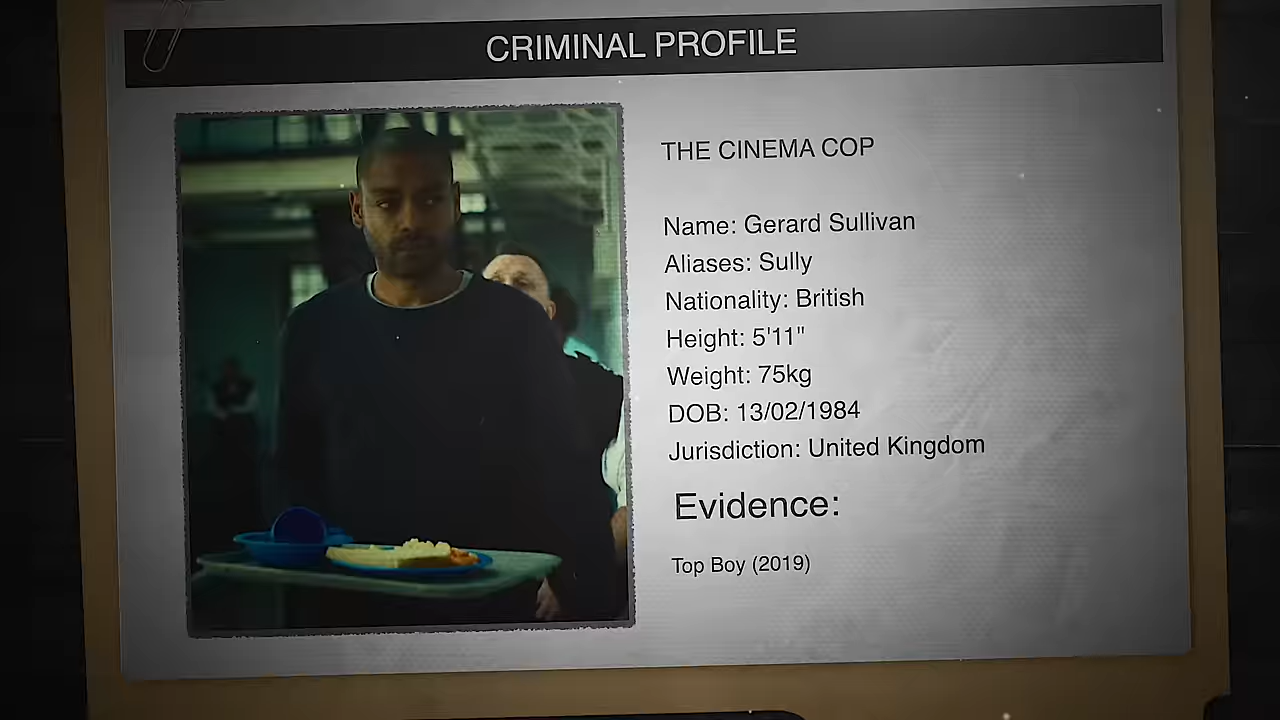 CRIMINAL PROFILE
THE CINEMA COP
Name: Gerard Sullivan
Aliases: Sully
Nationality: British
Height: 5'11"
Weight: 75kg
DOB: 13/02/1984
Jurisdiction: United Kingdom
Evidence:
Top Boy (2019)